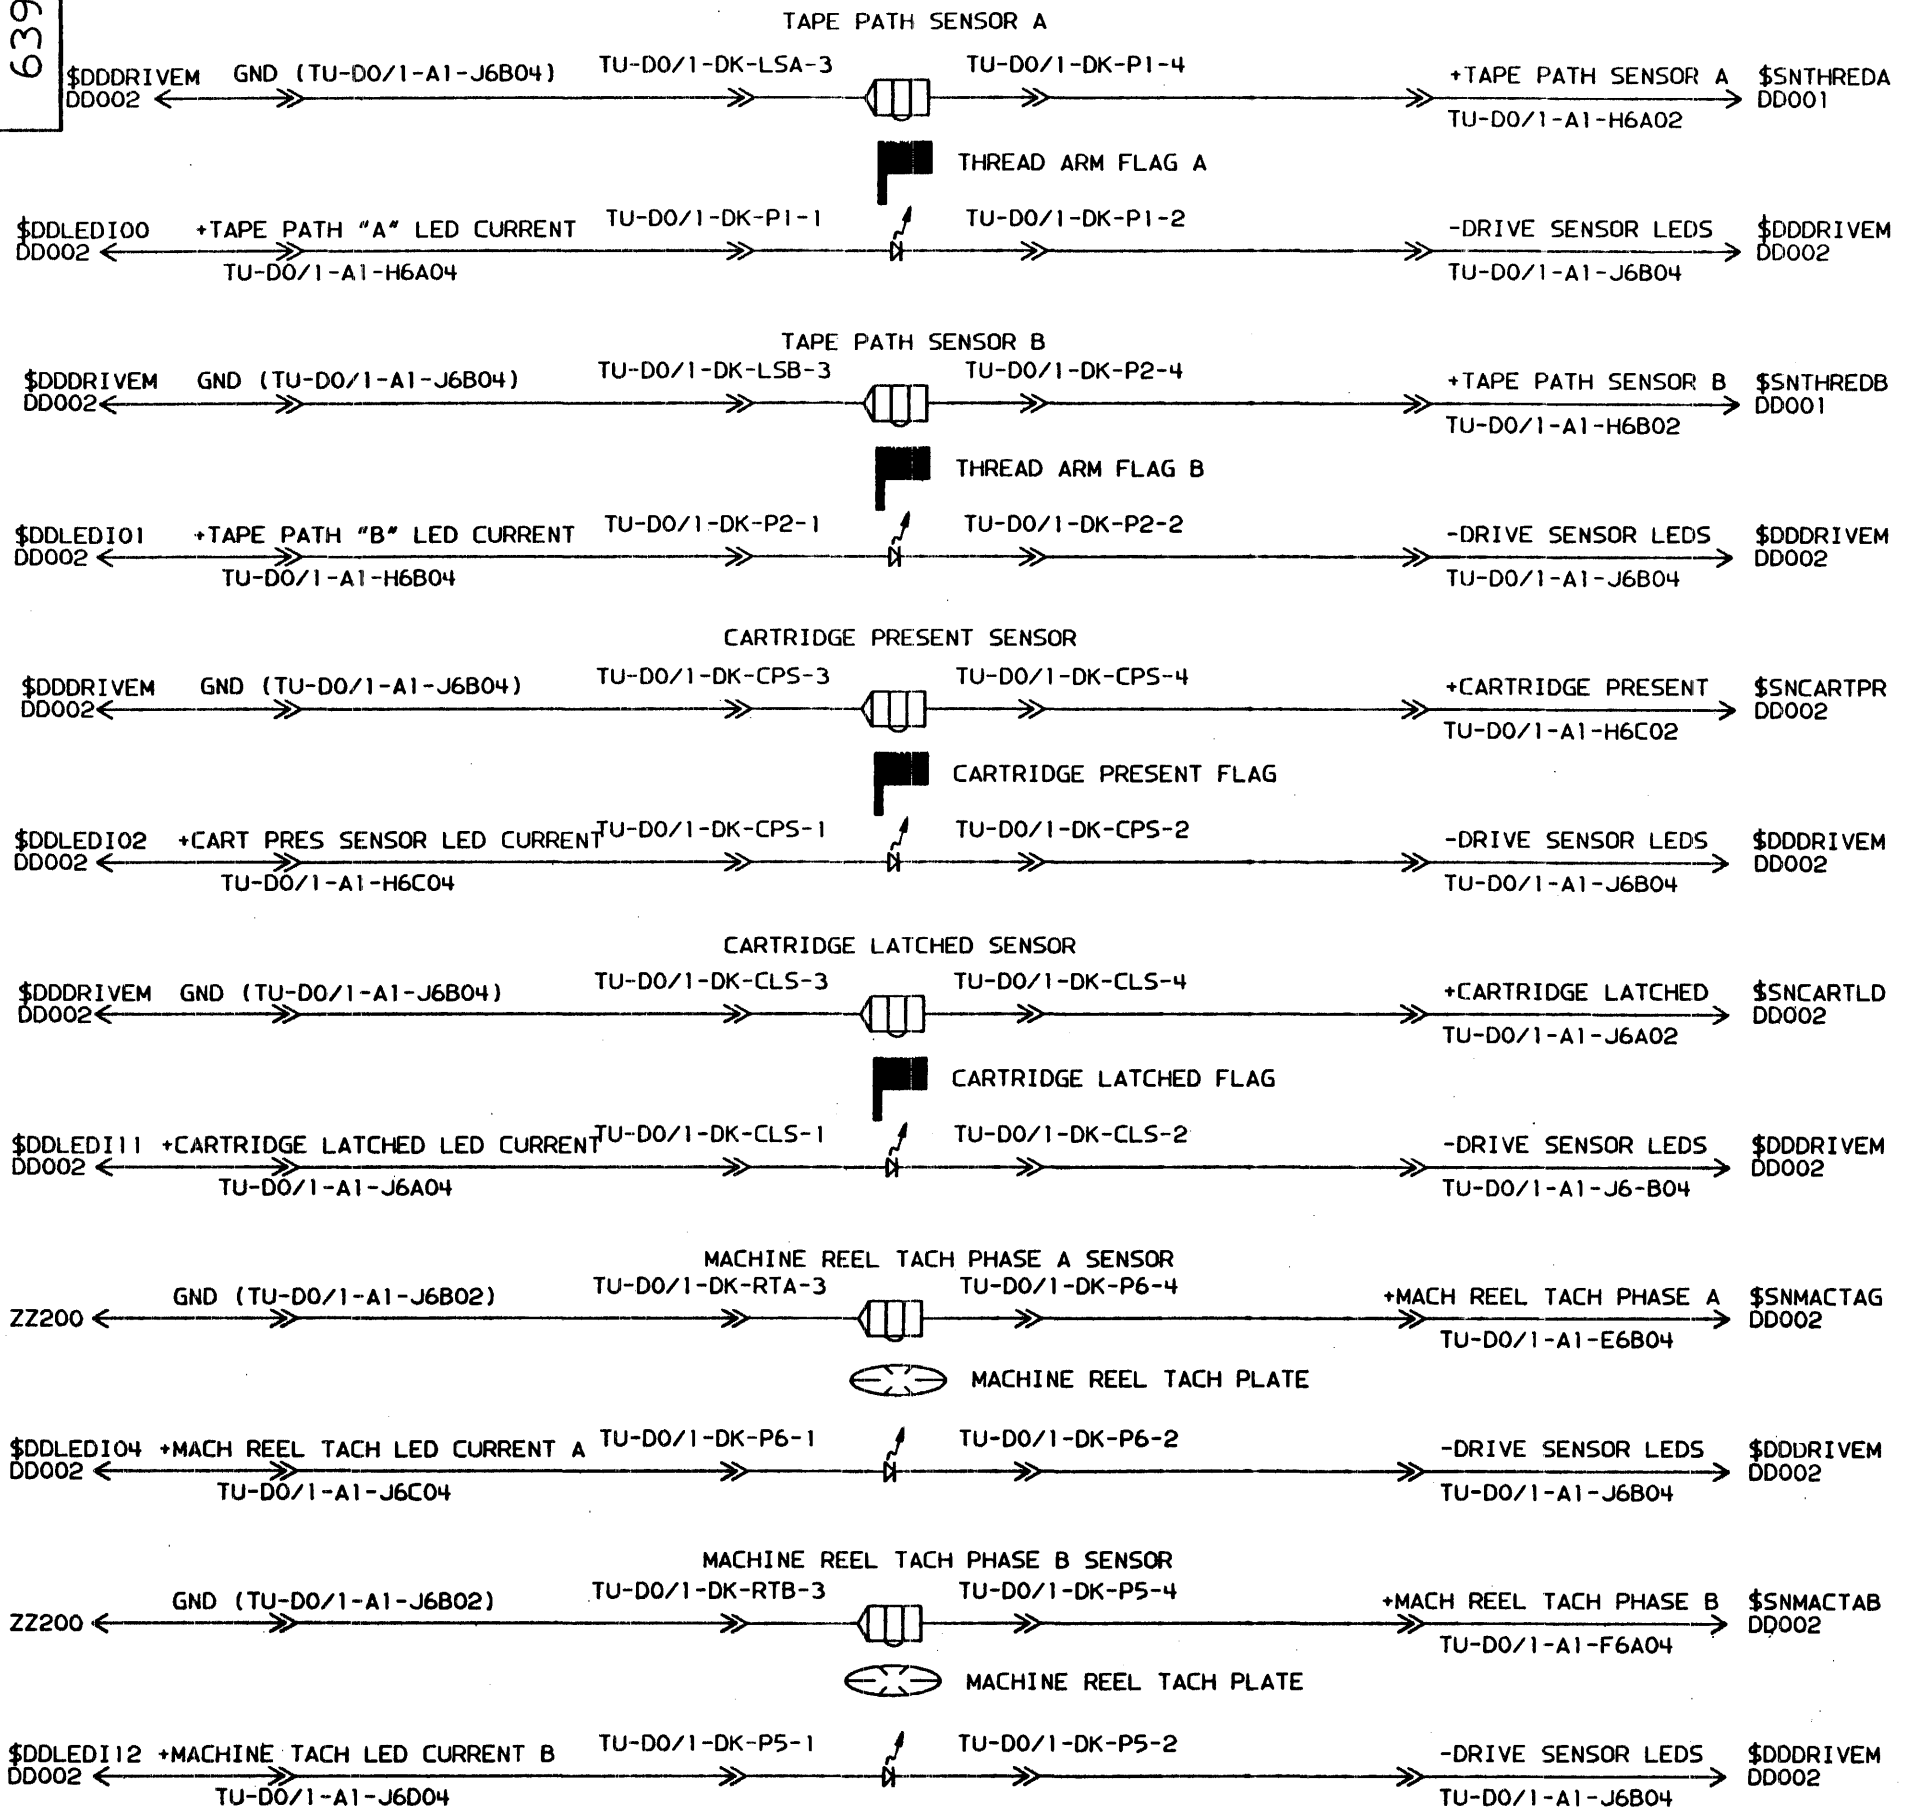 639
TAPE PATH SENSOR A
$DDDRIVEM GND (TU-D0/1-A1-J6B04) TU-D0/1-DK-LSA-3 TU-D0/1-DK-P1-4 +TAPE PATH SENSOR A $SNTHREDA
DD002 DD001
TU-D0/1-A1-H6A02
THREAD ARM FLAG A
$DDLEDI00 +TAPE PATH "A" LED CURRENT TU-D0/1-DK-P1-1 TU-D0/1-DK-P1-2 -DRIVE SENSOR LEDS $DDDRIVEM
DD002 DD002
TU-D0/1-A1-H6A04 TU-D0/1-A1-J6B04
TAPE PATH SENSOR B
$DDDRIVEM GND (TU-D0/1-A1-J6B04) TU-D0/1-DK-LSB-3 TU-D0/1-DK-P2-4 +TAPE PATH SENSOR B $SNTHREDB
DD002 DD001
TU-D0/1-A1-H6B02
THREAD ARM FLAG B
$DDLEDI01 +TAPE PATH "B" LED CURRENT TU-D0/1-DK-P2-1 TU-D0/1-DK-P2-2 -DRIVE SENSOR LEDS $DDDRIVEM
DD002 DD002
TU-D0/1-A1-H6B04 TU-D0/1-A1-J6B04
CARTRIDGE PRESENT SENSOR
$DDDRIVEM GND (TU-D0/1-A1-J6B04) TU-D0/1-DK-CPS-3 TU-D0/1-DK-CPS-4 +CARTRIDGE PRESENT $SNCARTPR
DD002 DD002
TU-D0/1-A1-H6C02
CARTRIDGE PRESENT FLAG
$DDLEDI02 +CART PRES SENSOR LED CURRENT TU-D0/1-DK-CPS-1 TU-D0/1-DK-CPS-2 -DRIVE SENSOR LEDS $DDDRIVEM
DD002 DD002
TU-D0/1-A1-H6C04 TU-D0/1-A1-J6B04
CARTRIDGE LATCHED SENSOR
$DDDRIVEM GND (TU-D0/1-A1-J6B04) TU-D0/1-DK-CLS-3 TU-D0/1-DK-CLS-4 +CARTRIDGE LATCHED $SNCARTLD
DD002 DD002
TU-D0/1-A1-J6A02
CARTRIDGE LATCHED FLAG
$DDLEDI11 +CARTRIDGE LATCHED LED CURRENT TU-D0/1-DK-CLS-1 TU-D0/1-DK-CLS-2 -DRIVE SENSOR LEDS $DDDRIVEM
DD002 DD002
TU-D0/1-A1-J6A04 TU-D0/1-A1-J6-B04
MACHINE REEL TACH PHASE A SENSOR
GND (TU-D0/1-A1-J6B02) TU-D0/1-DK-RTA-3 TU-D0/1-DK-P6-4 +MACH REEL TACH PHASE A $SNMACTAG
ZZ200 DD002
TU-D0/1-A1-E6B04
MACHINE REEL TACH PLATE
$DDLEDI04 +MACH REEL TACH LED CURRENT A TU-D0/1-DK-P6-1 TU-D0/1-DK-P6-2 -DRIVE SENSOR LEDS $DDDRIVEM
DD002 DD002
TU-D0/1-A1-J6C04 TU-D0/1-A1-J6B04
MACHINE REEL TACH PHASE B SENSOR
GND (TU-D0/1-A1-J6B02) TU-D0/1-DK-RTB-3 TU-D0/1-DK-P5-4 +MACH REEL TACH PHASE B $SNMACTAB
ZZ200 DD002
TU-D0/1-A1-F6A04
MACHINE REEL TACH PLATE
$DDLEDI12 +MACHINE TACH LED CURRENT B TU-D0/1-DK-P5-1 TU-D0/1-DK-P5-2 -DRIVE SENSOR LEDS $DDDRIVEM
DD002 DD002
TU-D0/1-A1-J6D04 TU-D0/1-A1-J6B04